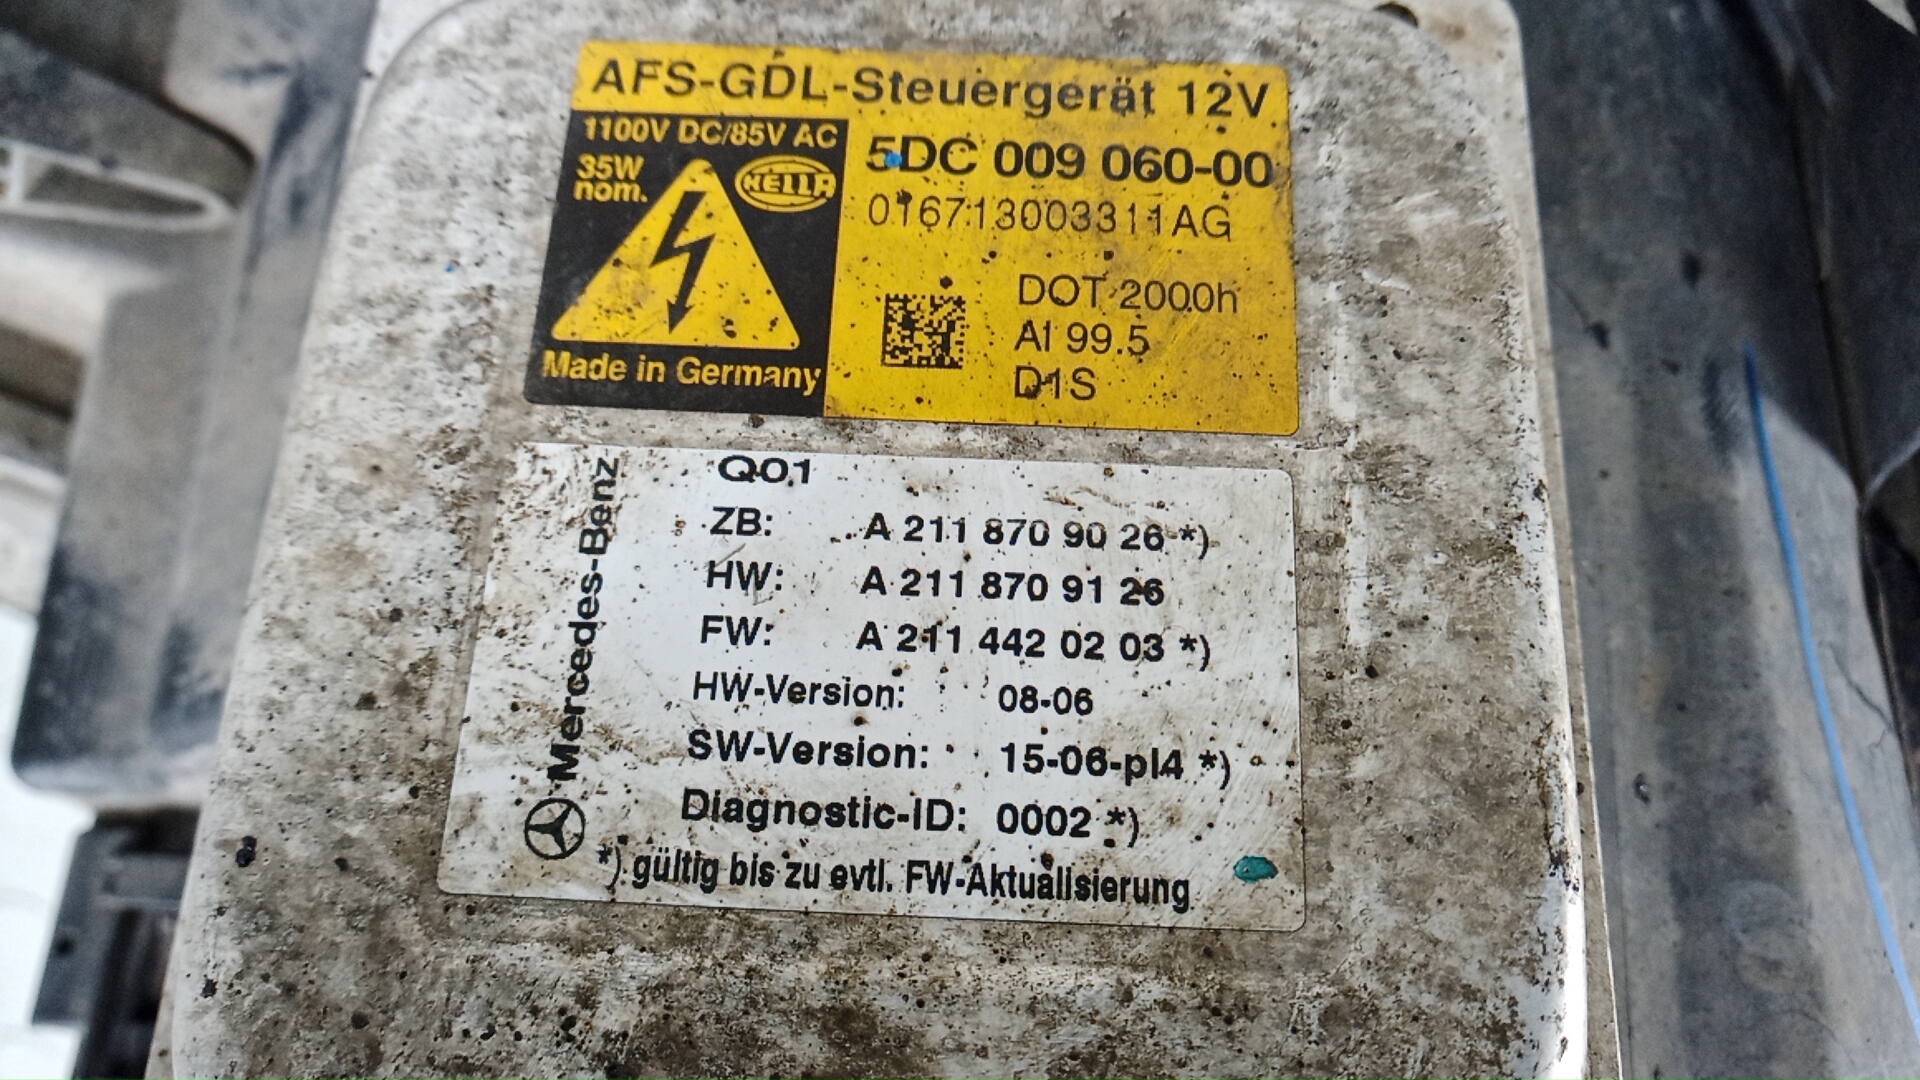 AFS-GDL-Steuergerät 12V
1100V DC/85V AC
35W
nom.
HELLA
Made in Germany
5DC 009 060-00
016713003311AG
DOT 2000h
Al 99.5
D1S
Mercedes-Benz
Q01
ZB: A 211 870 90 26 *)
HW: A 211 870 91 26
FW: A 211 442 02 03 *)
HW-Version: 08-06
SW-Version: 15-06-pl4 *)
Diagnostic-ID: 0002 *)
*) gültig bis zu evtl. FW-Aktualisierung